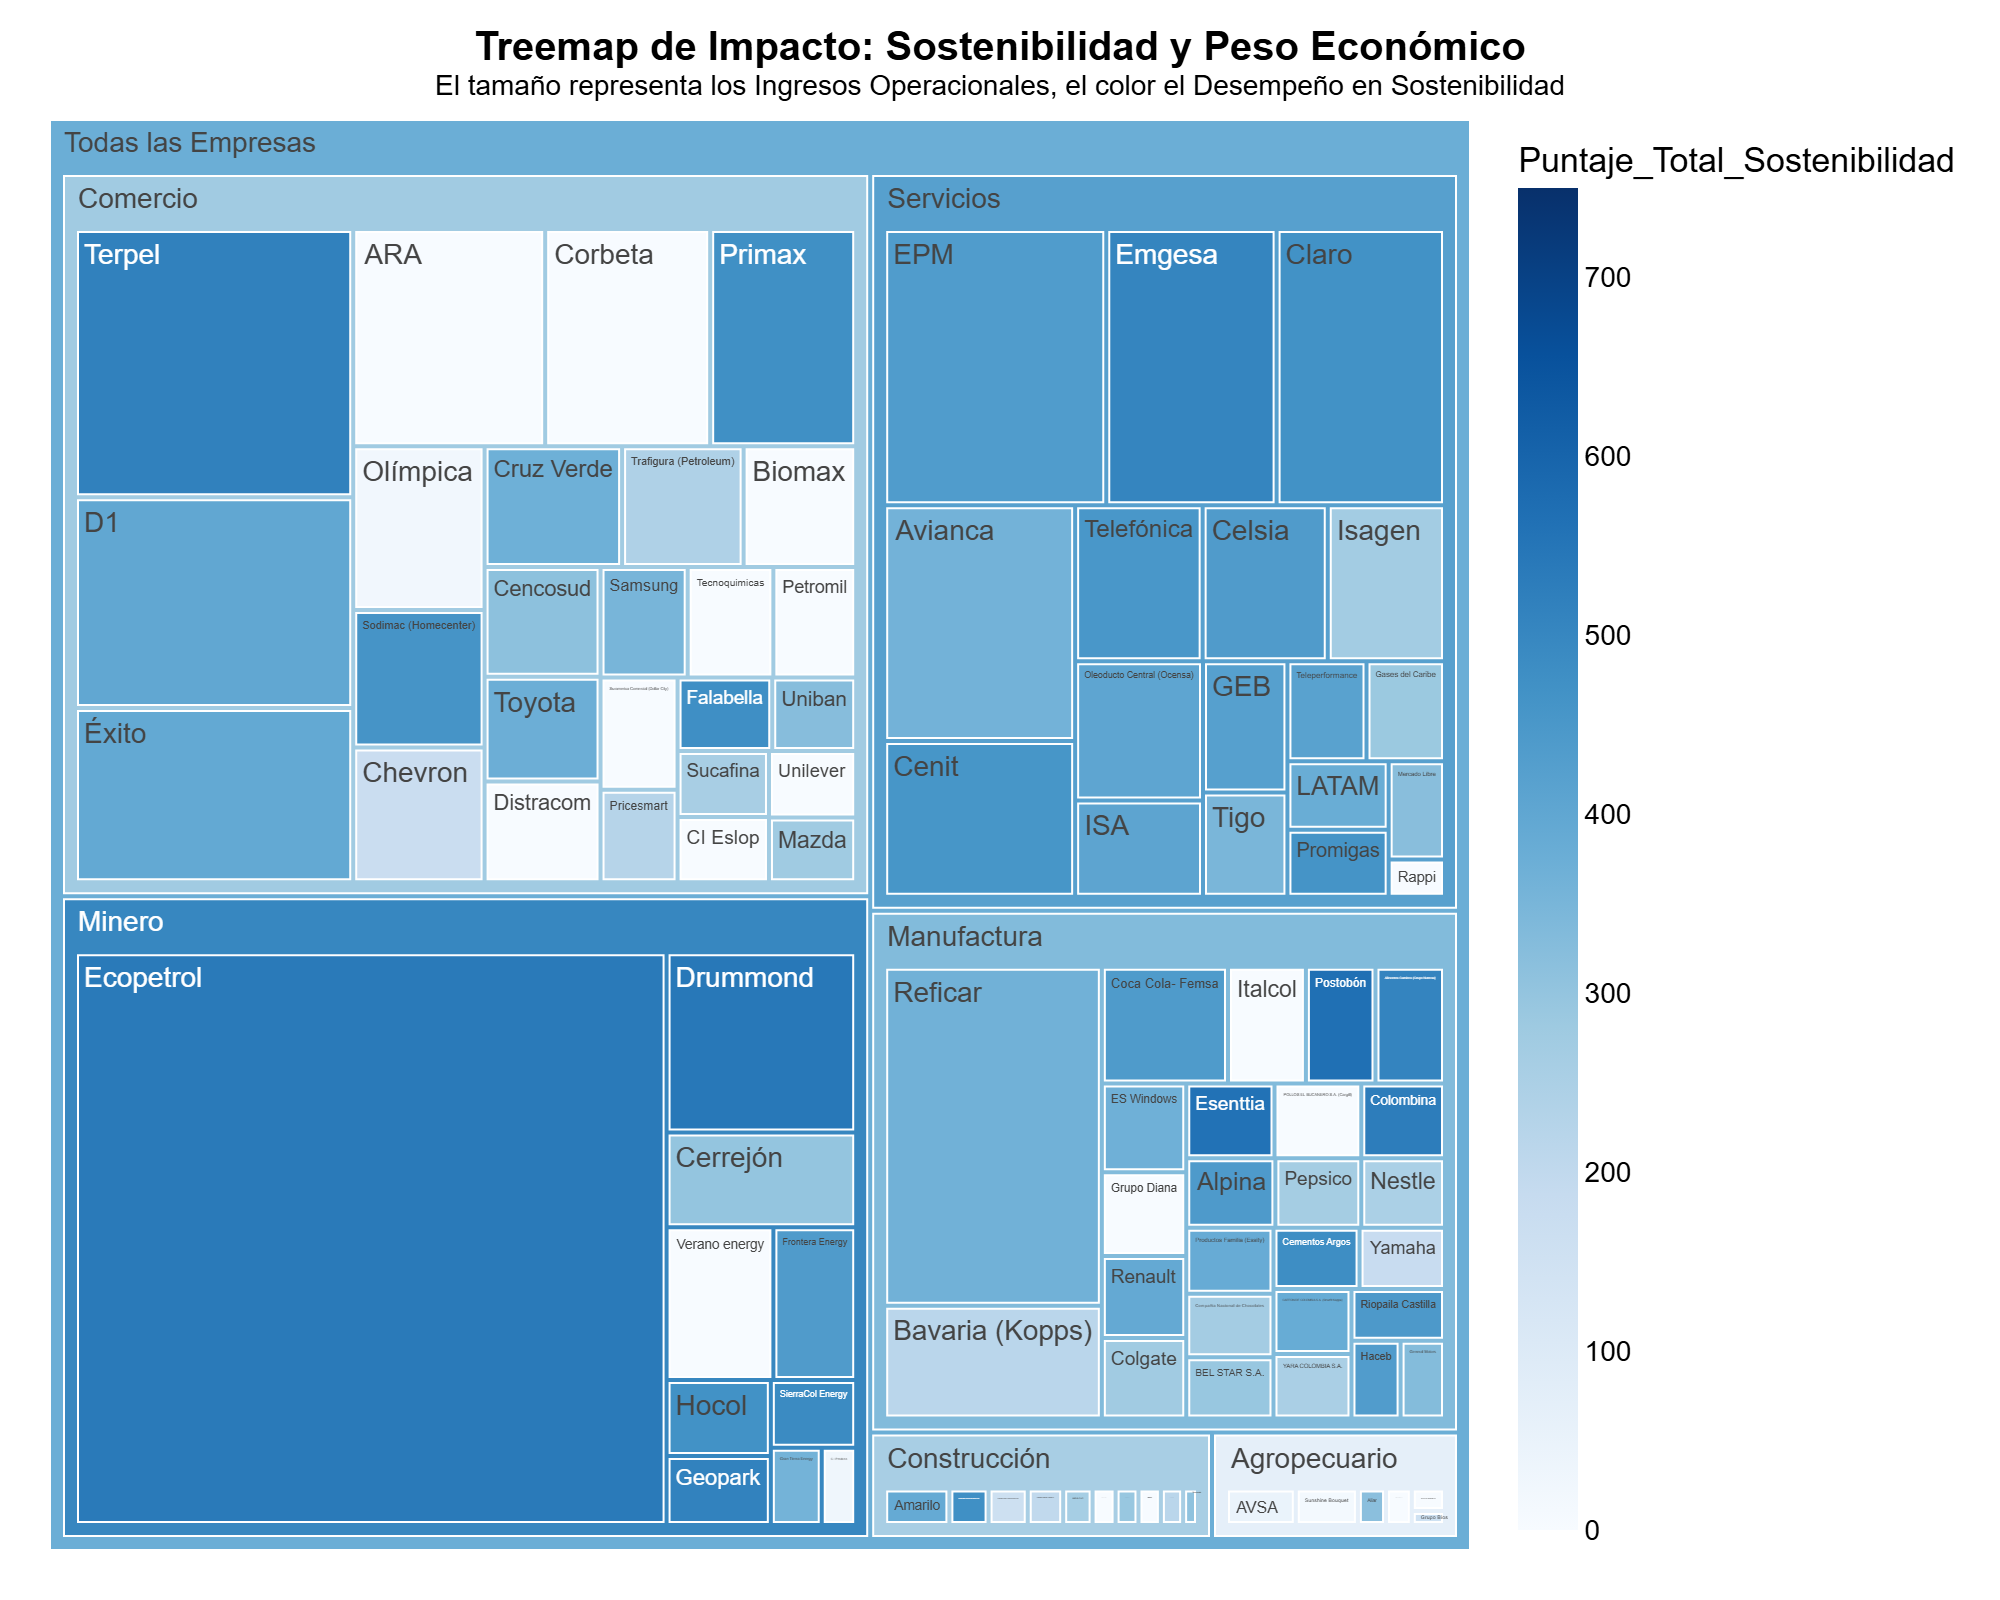 Treemap de Impacto: Sostenibilidad y Peso Económico
El tamaño representa los Ingresos Operacionales, el color el Desempeño en Sostenibilidad
Todas las Empresas
Comercio
Terpel
ARA
Corbeta
Primax
Olímpica
Cruz Verde
Trafigura (Petroleum)
Biomax
D1
Cencosud
Samsung
Tecnoquimicas
Petromil
Sodimac (Homecenter)
Toyota
Falabella
Uniban
Éxito
Chevron
Sucafina
Unilever
Distracom
Pricesmart
CI Eslop
Mazda
Servicios
EPM
Emgesa
Claro
Avianca
Telefónica
Celsia
Isagen
Oleoducto Central (Ocensa)
GEB
Teleperformance
Gases del Caribe
Cenit
LATAM
Mercado Libre
ISA
Tigo
Promigas
Rappi
Minero
Ecopetrol
Drummond
Cerrejón
Verano energy
Frontera Energy
Hocol
SierraCol Energy
Geopark
Manufactura
Reficar
Coca Cola- Femsa
Italcol
Postobón
ES Windows
Esenttia
Colombina
Grupo Diana
Alpina
Pepsico
Nestle
Productos Familia (Essity)
Cementos Argos
Yamaha
Renault
Compañía Nacional de Chocolates
Riopaila Castilla
Bavaria (Kopps)
Colgate
BEL STAR S.A.
YARA COLOMBIA S.A.
Haceb
Construcción
Amarilo
Agropecuario
AVSA
Sunshine Bouquet
Grupo Bios
Puntaje_Total_Sostenibilidad
700
600
500
400
300
200
100
0